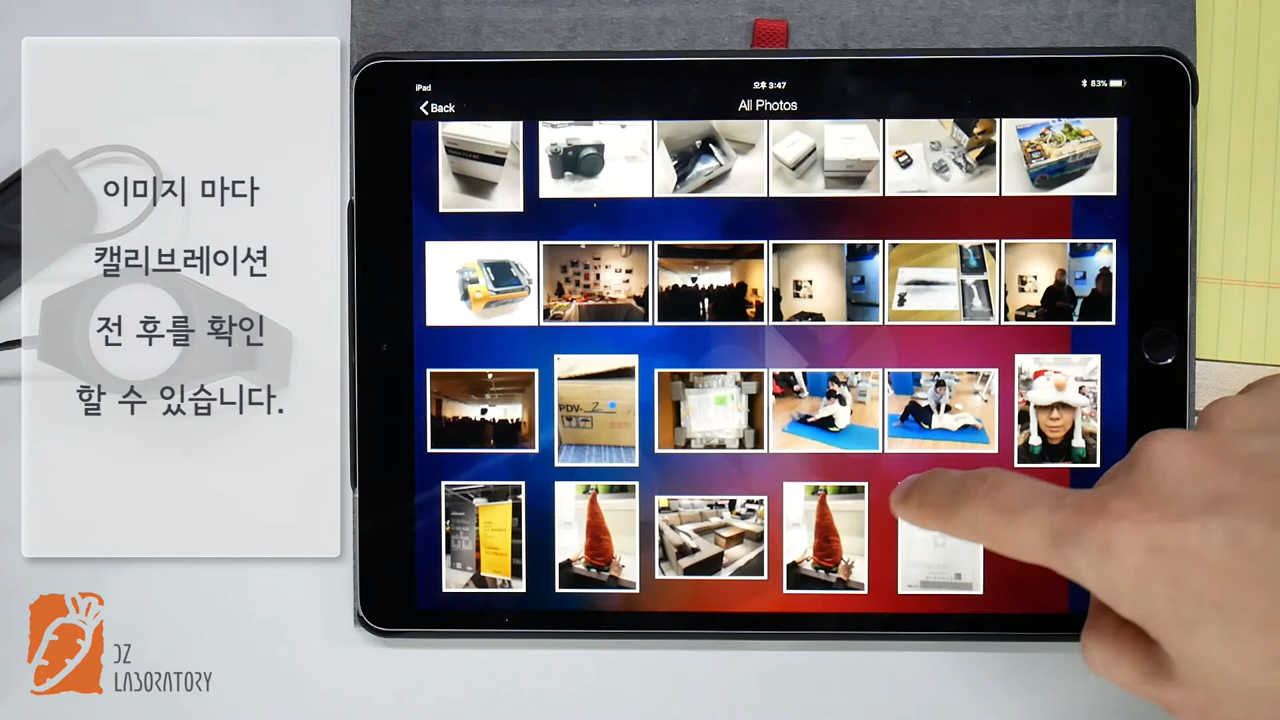 이미지 마다
캘리브레이션
전 후를 확인
할 수 있습니다.
JZ
LABORATORY
iPad
오후 3:47
83%
Back
All Photos
PDV-